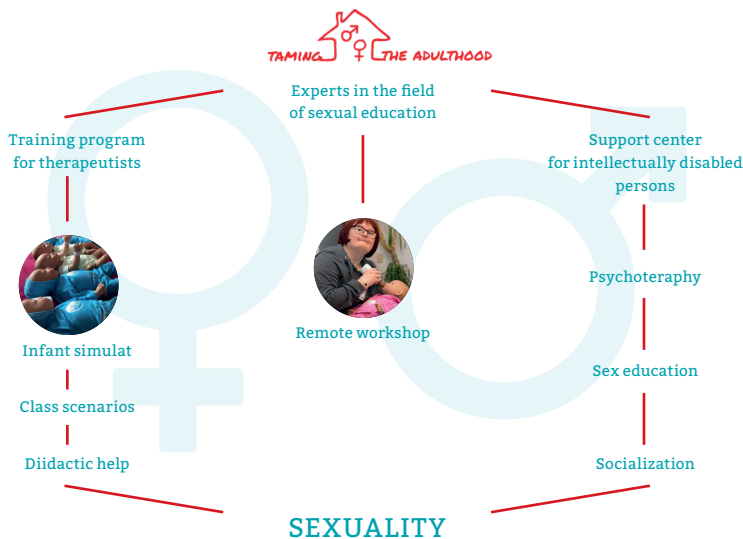 TAMING THE ADULTHOOD
Experts in the field
of sexual education
Training program
for therapeutists
Infant simulat
Class scenarios
Diidactic help
Remote workshop
Support center
for intellectually disabled
persons
Psychoteraphy
Sex education
Socialization
SEXUALITY